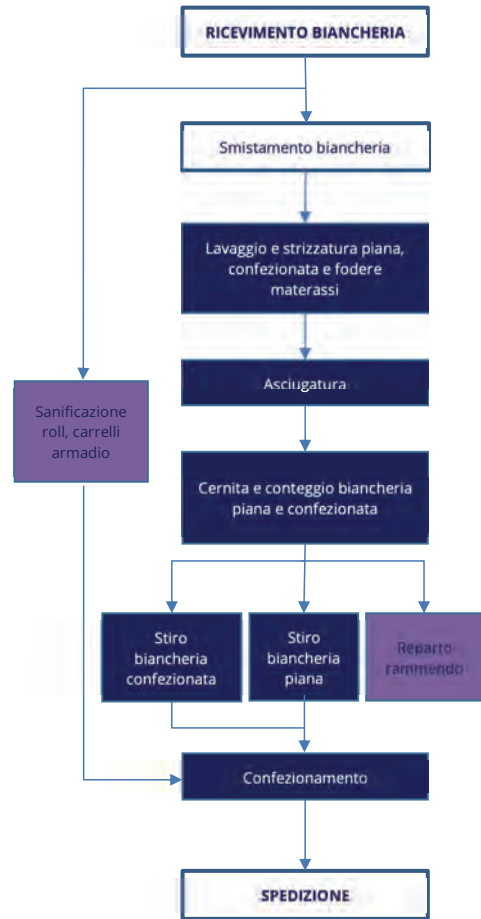 RICEVIMENTO BIANCHERIA
Smistamento biancheria
Lavaggio e strizzatura piana,
confezionata e fodere
materassi
Asciugatura
Sanificazione
roll, carrelli
armadio
Cernita e conteggio biancheria
piana e confezionata
Stiro
biancheria
confezionata
Stiro
biancheria
piana
Reparto
rammendo
Confezionamento
SPEDIZIONE